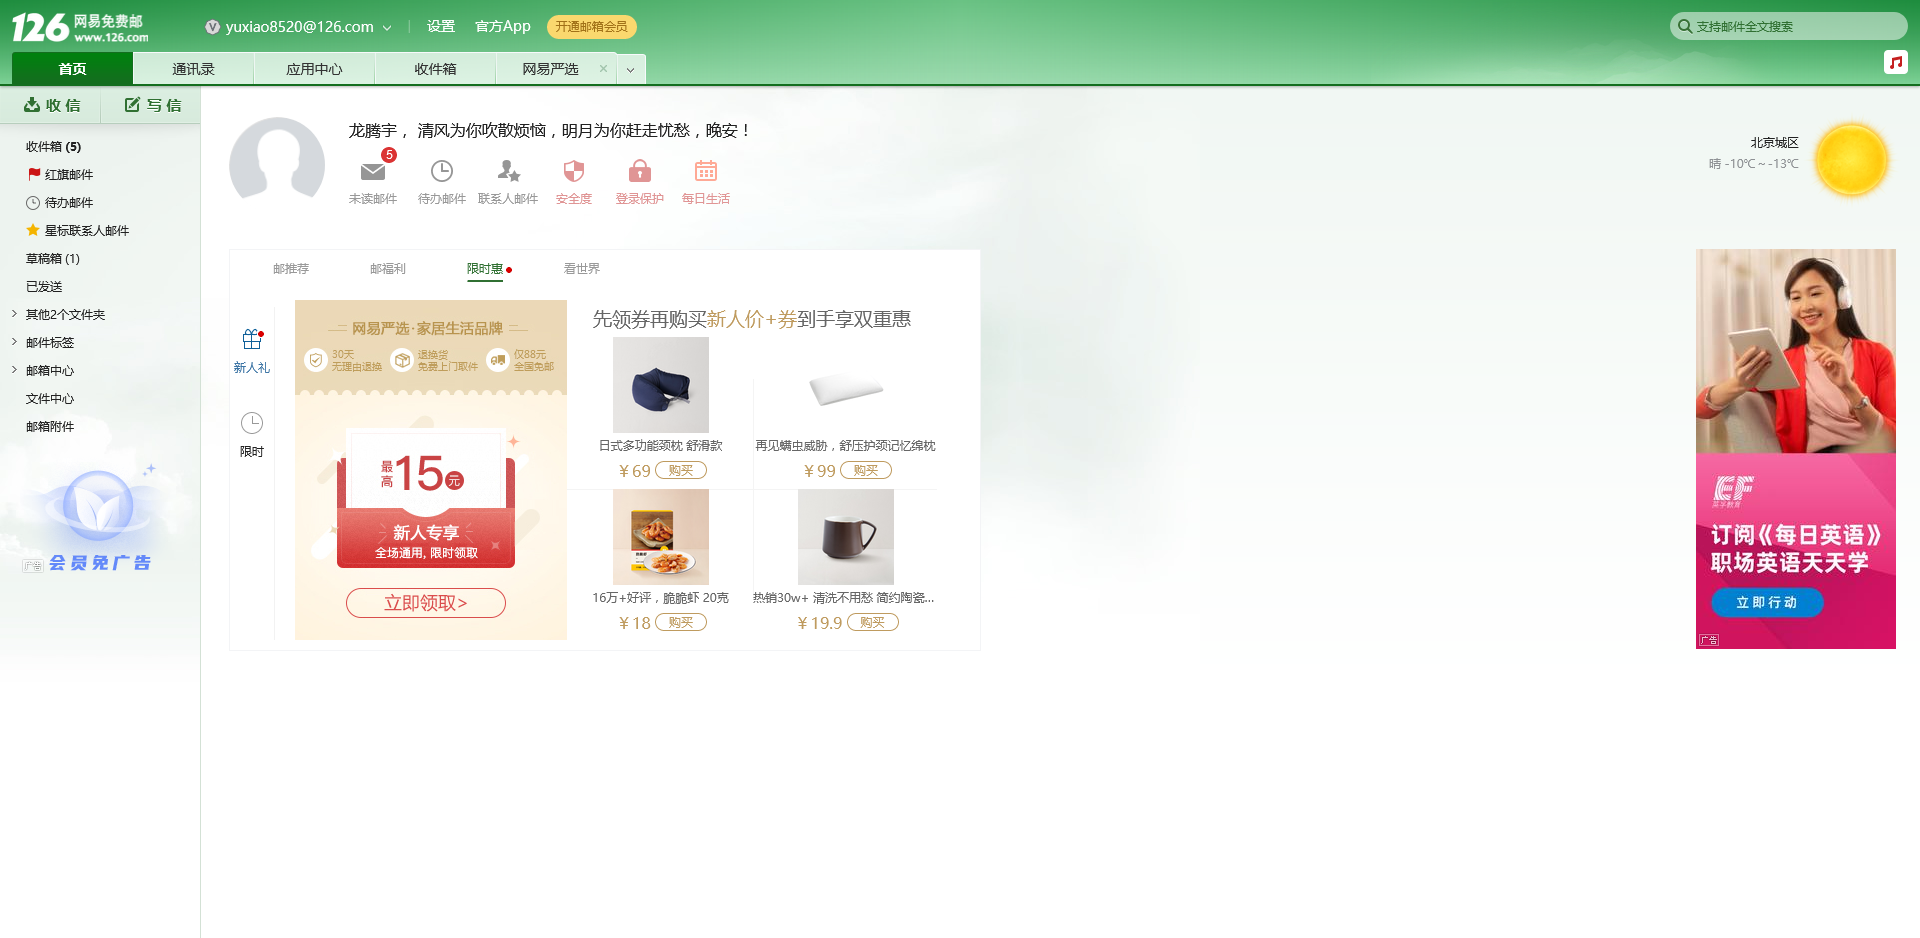 126 网易免费邮
www.126.com
yuxiao8520@126.com
设置
官方App
开通邮箱会员
支持邮件全文搜索
首页
通讯录
应用中心
收件箱
网易严选
收信
写信
收件箱 (5)
红旗邮件
待办邮件
星标联系人邮件
草稿箱 (1)
已发送
其他2个文件夹
邮件标签
邮箱中心
文件中心
邮箱附件
会员免广告
广告
龙腾宇， 清风为你吹散烦恼，明月为你赶走忧愁，晚安！
5
未读邮件
待办邮件
联系人邮件
安全度
登录保护
每日生活
北京城区
晴 -10℃ ~ -13℃
邮推荐
邮福利
限时惠
看世界
新人礼
限时
网易严选·家居生活品牌
30天
无理由退换
退换货
免费上门取件
仅88元
全国免邮
最高15元
新人专享
全场通用, 限时领取
立即领取>
先领券再购买新人价+券到手享双重惠
日式多功能颈枕 舒滑款
¥69 购买
再见螨虫威胁，舒压护颈记忆绵枕
¥99 购买
16万+好评，脆脆虾 20克
¥18 购买
热销30w+ 清洗不用愁 简约陶瓷...
¥19.9 购买
EF
英孚教育
订阅《每日英语》
职场英语天天学
立即行动
广告